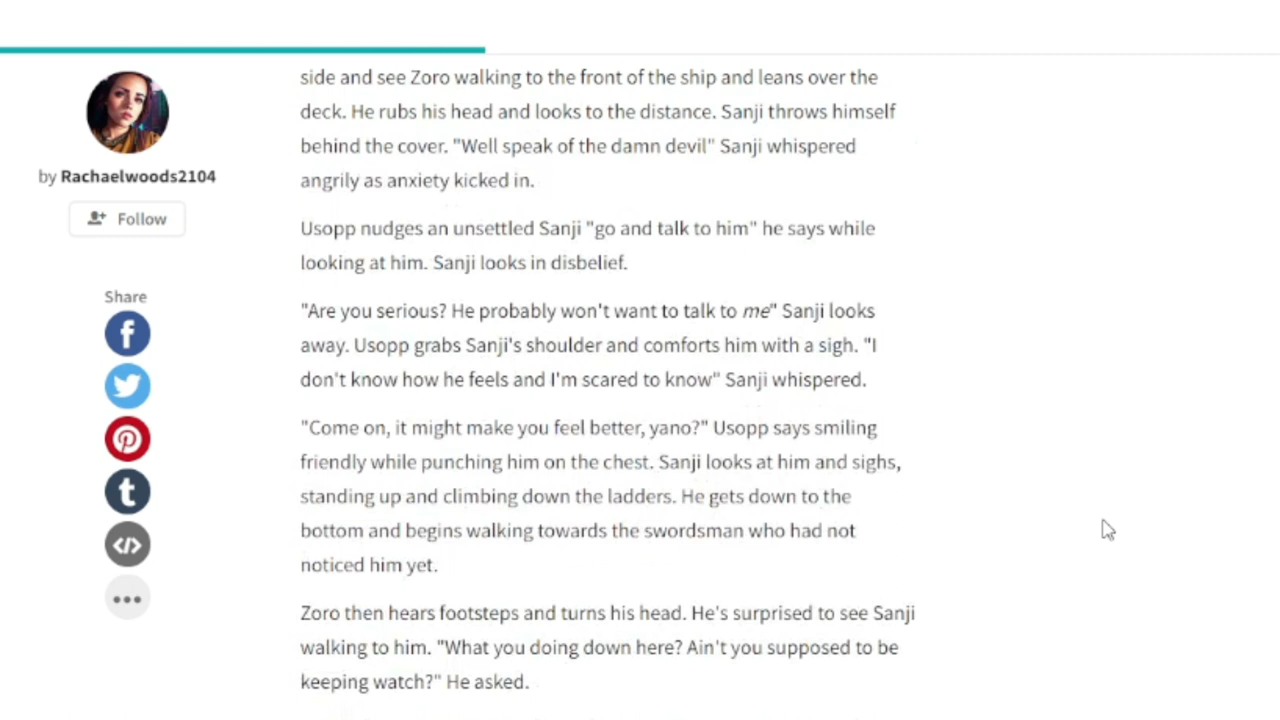 side and see Zoro walking to the front of the ship and leans over the
deck. He rubs his head and looks to the distance. Sanji throws himself
behind the cover. "Well speak of the damn devil" Sanji whispered
angrily as anxiety kicked in.
by Rachaelwoods2104
Follow
Share
Usopp nudges an unsettled Sanji "go and talk to him" he says while
looking at him. Sanji looks in disbelief.
"Are you serious? He probably won't want to talk to me" Sanji looks
away. Usopp grabs Sanji's shoulder and comforts him with a sigh. "I
don't know how he feels and I'm scared to know" Sanji whispered.
"Come on, it might make you feel better, yano?" Usopp says smiling
friendly while punching him on the chest. Sanji looks at him and sighs,
standing up and climbing down the ladders. He gets down to the
bottom and begins walking towards the swordsman who had not
noticed him yet.
Zoro then hears footsteps and turns his head. He's surprised to see Sanji
walking to him. "What you doing down here? Ain't you supposed to be
keeping watch?" He asked.